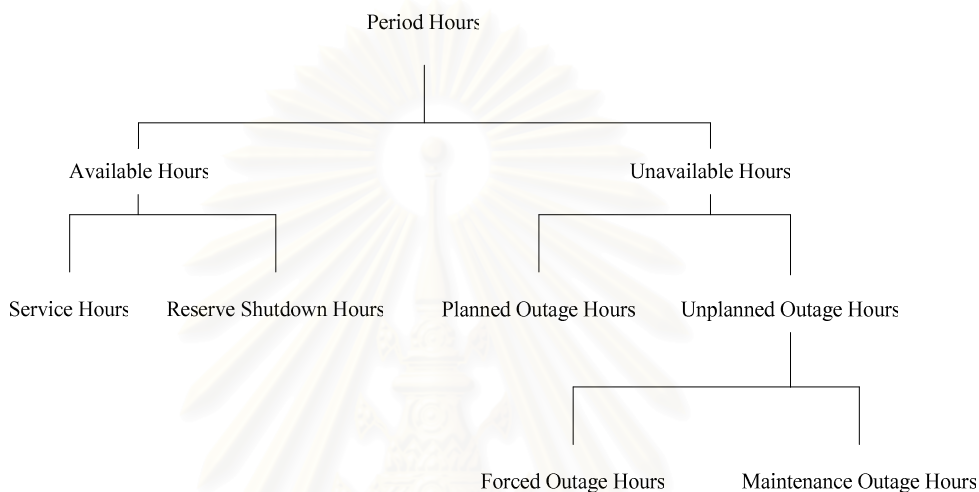 Period Hours
Available Hours
Unavailable Hours
Service Hours
Reserve Shutdown Hours
Planned Outage Hours
Unplanned Outage Hours
Forced Outage Hours
Maintenance Outage Hours